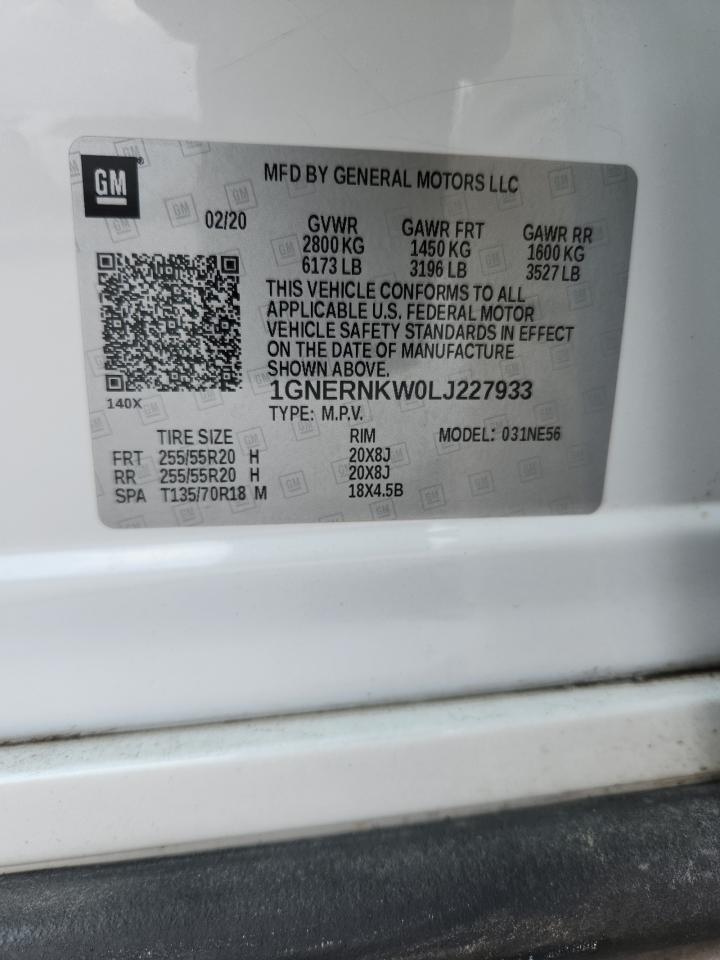 GM
MFD BY GENERAL MOTORS LLC
02/20 GVWR GAWR FRT GAWR RR
2800 KG 1450 KG 1600 KG
6173 LB 3196 LB 3527 LB
THIS VEHICLE CONFORMS TO ALL
APPLICABLE U.S. FEDERAL MOTOR
VEHICLE SAFETY STANDARDS IN EFFECT
ON THE DATE OF MANUFACTURE
SHOWN ABOVE.
140X 1GNERNKW0LJ227933
TYPE: M.P.V.
TIRE SIZE RIM MODEL: 031NE56
FRT 255/55R20 H 20X8J
RR 255/55R20 H 20X8J
SPA T135/70R18 M 18X4.5B